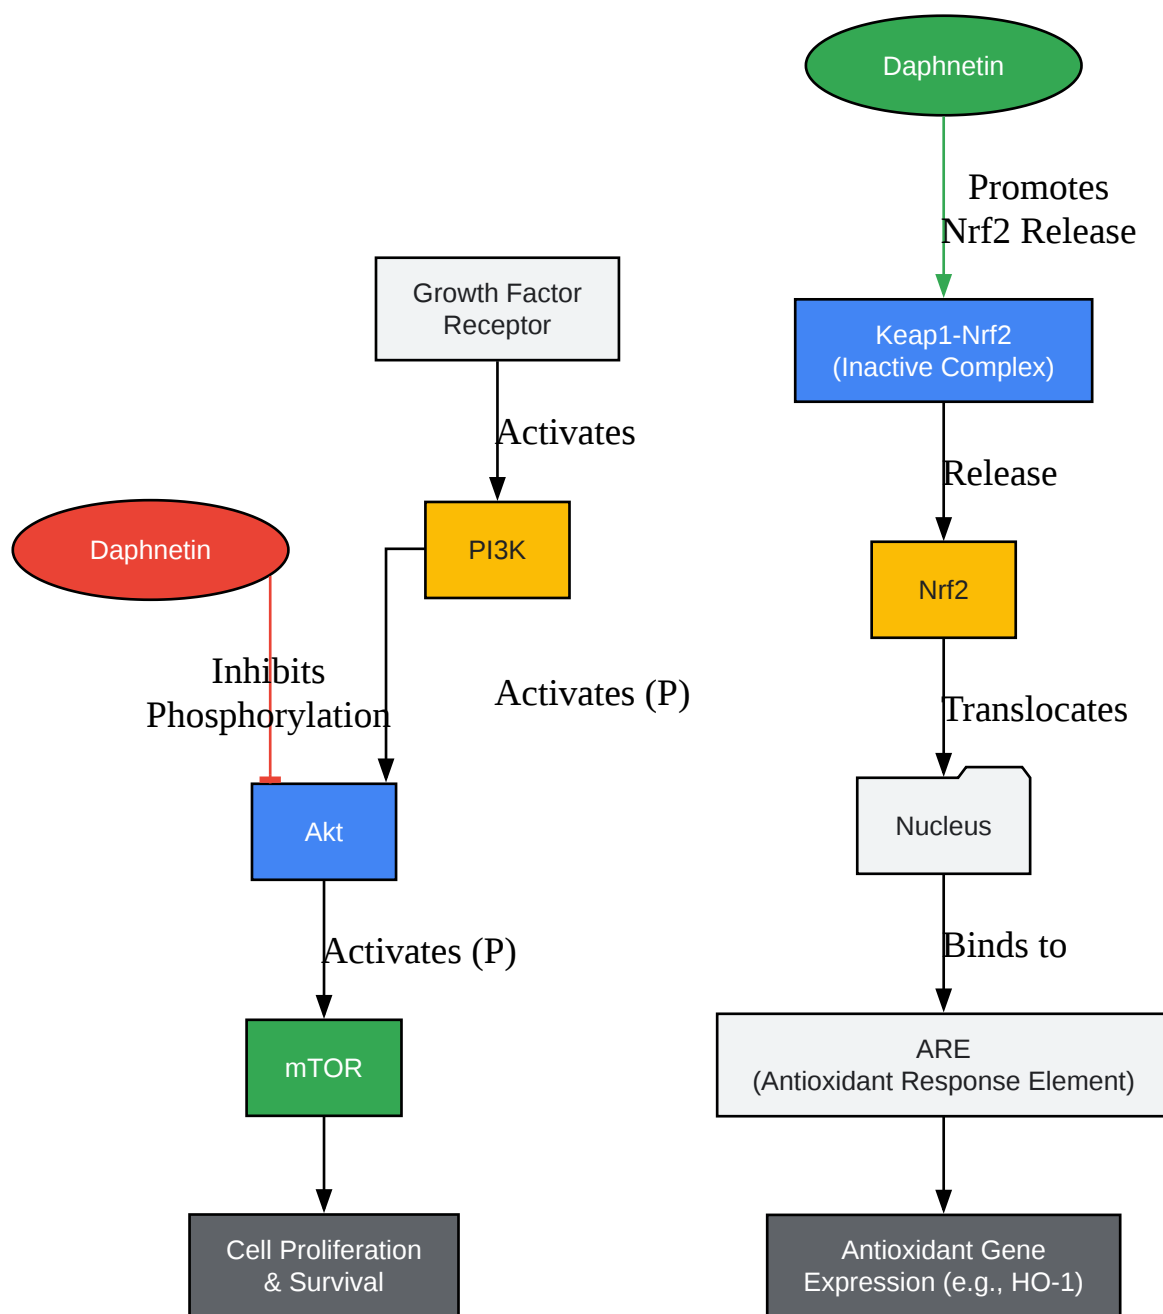 Daphnetin
Promotes
Nrf2 Release
Growth Factor
Receptor
Keap1-Nrf2
(Inactive Complex)
Activates
Release
Daphnetin
PI3K
Nrf2
Inhibits
Phosphorylation
Activates (P)
Translocates
Akt
Nucleus
Activates (P)
Binds to
mTOR
ARE
(Antioxidant Response Element)
Cell Proliferation
& Survival
Antioxidant Gene
Expression (e.g., HO-1)